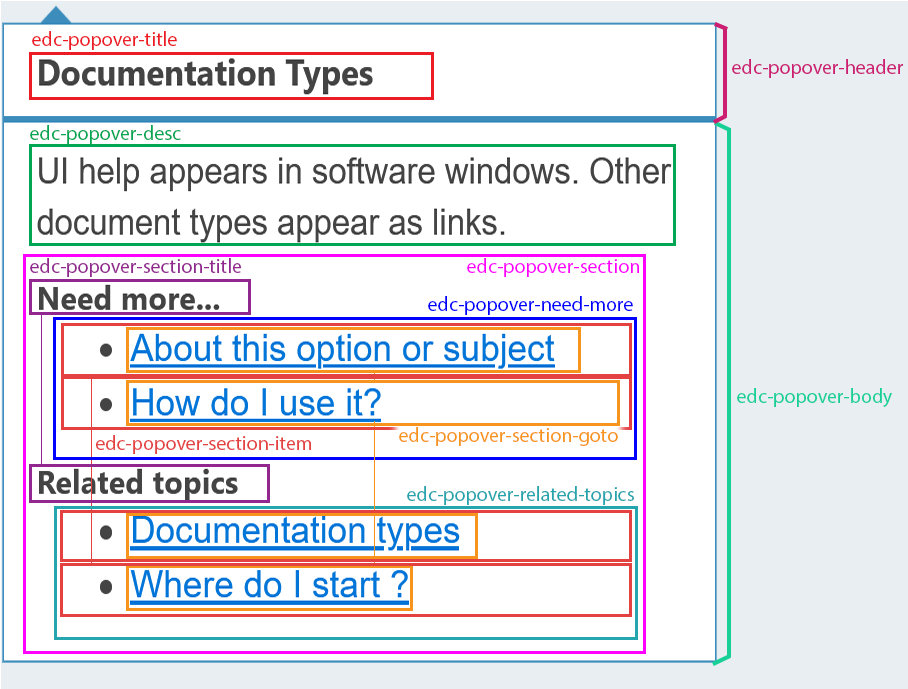 edc-popover-title
Documentation Types
edc-popover-header
edc-popover-desc
UI help appears in software windows. Other
document types appear as links.
edc-popover-section-title
edc-popover-section
Need more...
edc-popover-need-more
• About this option or subject
• How do I use it?
edc-popover-body
edc-popover-section-item
edc-popover-section-goto
Related topics
edc-popover-related-topics
• Documentation types
• Where do I start ?